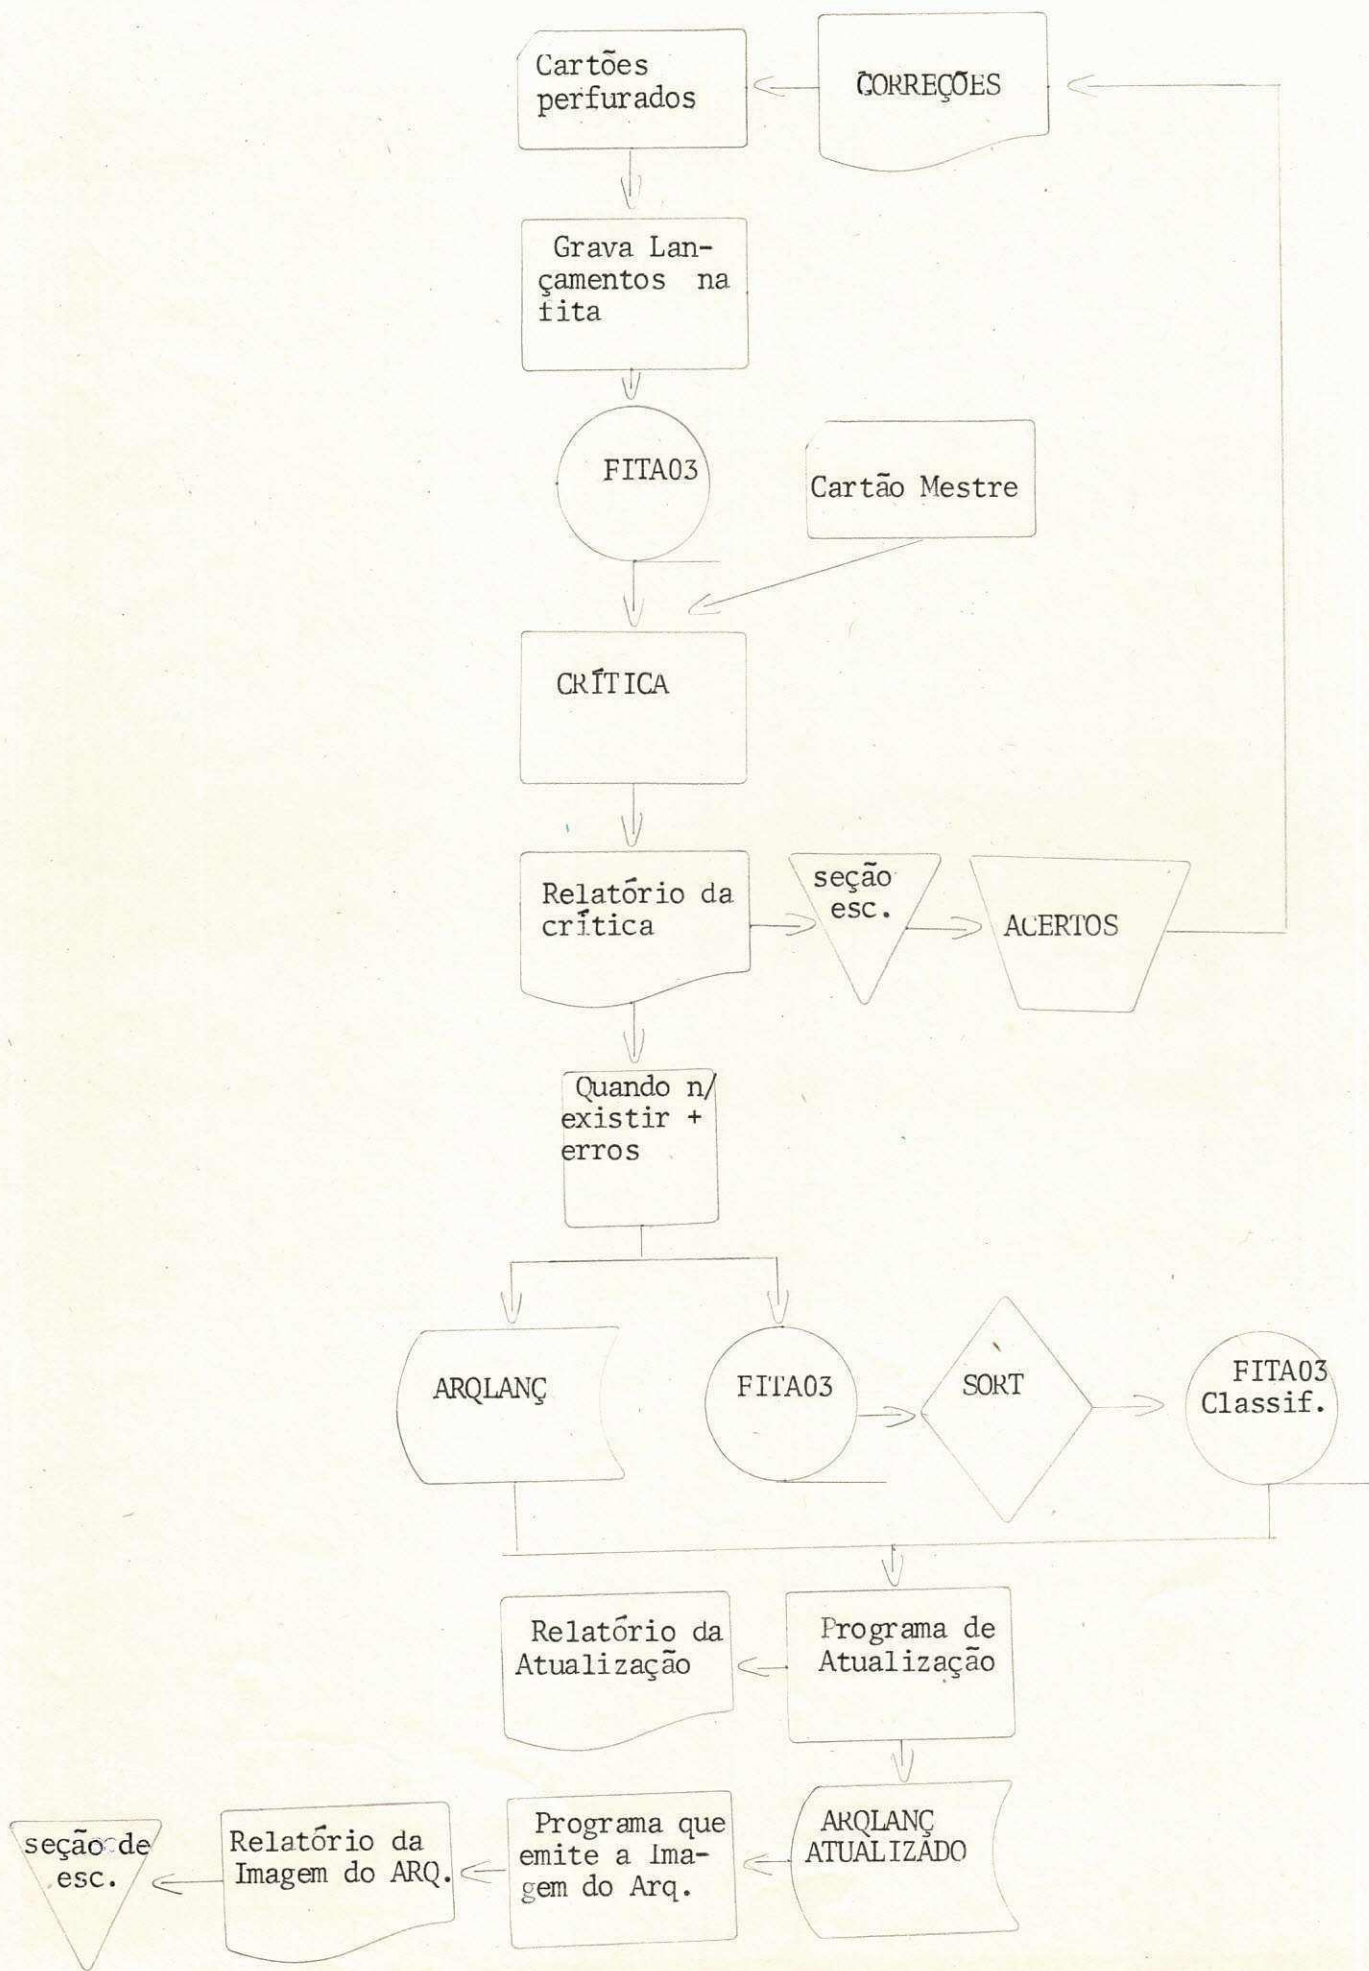 Cartões
perfurados
CORREÇÕES
Grava Lan-
çamentos na
fita
FITA03
Cartão Mestre
CRÍTICA
Relatório da
crítica
seção
esc.
ACERTOS
Quando n/
existir +
erros
ARQLANÇ
FITA03
SORT
FITA03
Classif.
Relatório da
Atualização
Programa de
Atualização
ARQLANÇ
ATUALIZADO
Programa que
emite a Ima-
gem do Arq.
Relatório da
Imagem do ARQ.
seção de
esc.